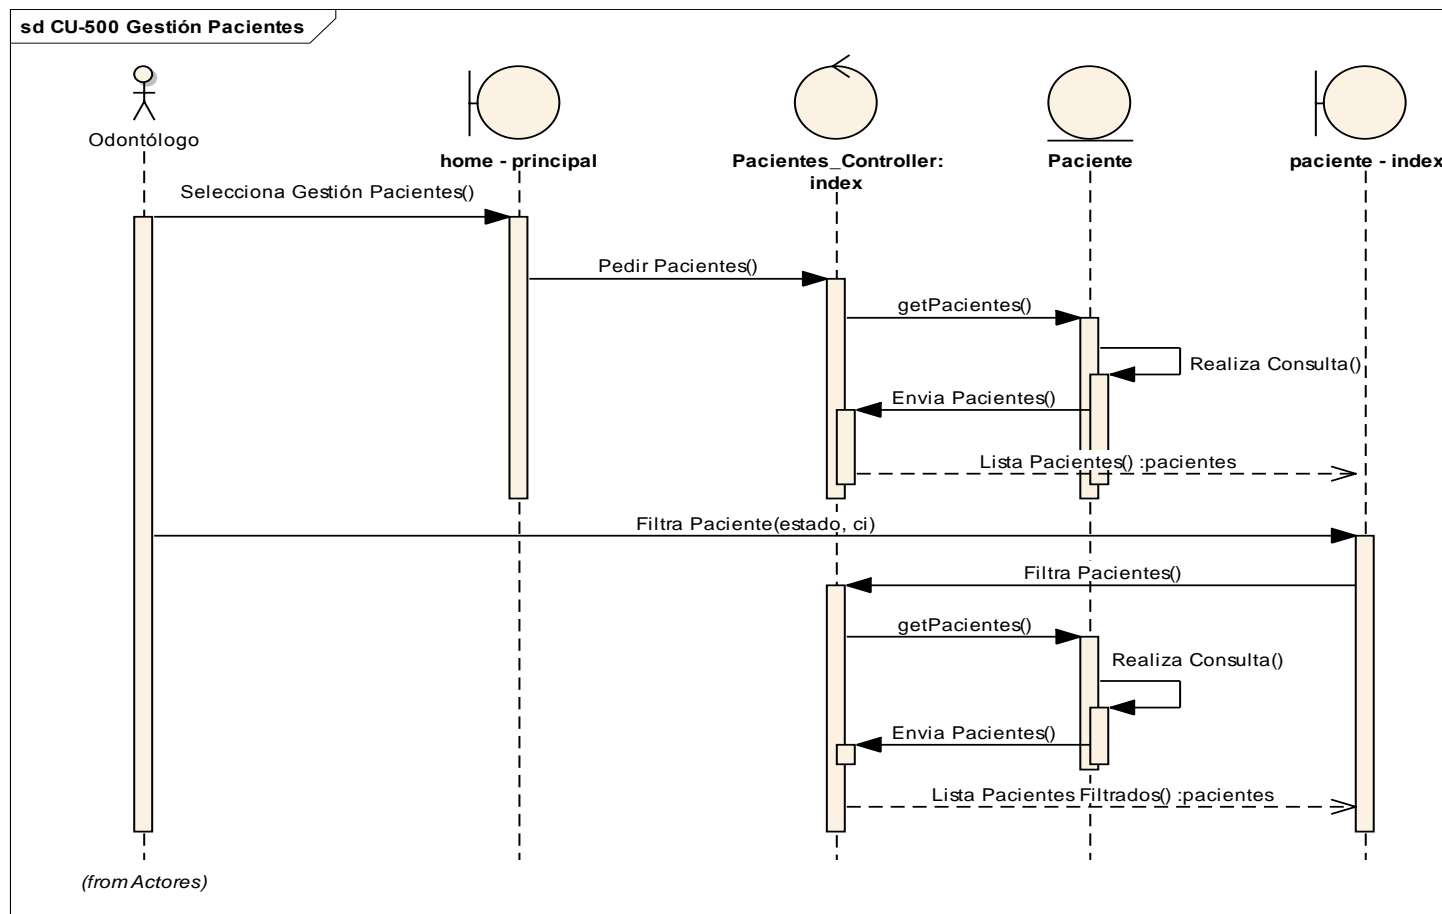 sd CU-500 Gestión Pacientes
Odontólogo
home - principal
Pacientes_Controller:
index
Paciente
paciente - index
Selecciona Gestión Pacientes()
Pedir Pacientes()
getPacientes()
Realiza Consulta()
Envia Pacientes()
Lista Pacientes() :pacientes
Filtra Paciente(estado, ci)
Filtra Pacientes()
getPacientes()
Realiza Consulta()
Envia Pacientes()
Lista Pacientes Filtrados() :pacientes
(from Actores)